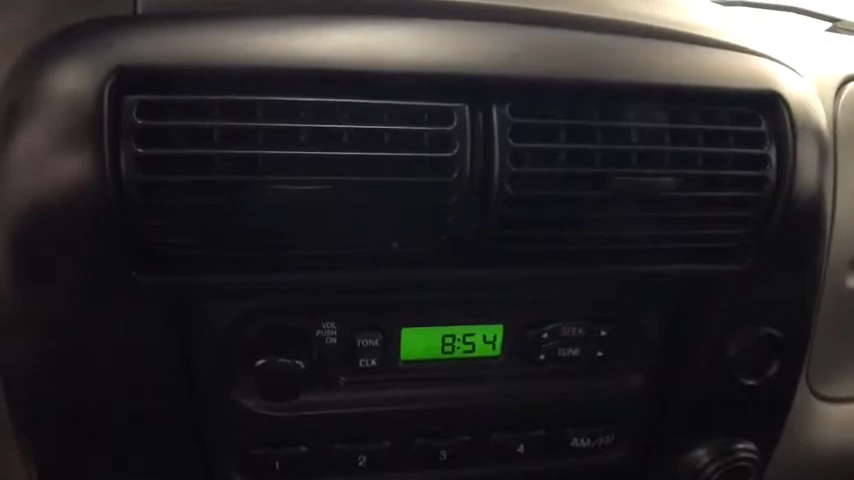 VOL
PUSH
ON
TONE
CLK
8:54
SEEK
TUNE
1 2 3 4 AM/FM